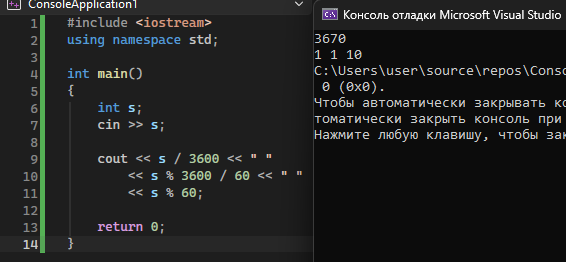 ConsoleApplication1
1 #include <iostream>
2 using namespace std;
3
4 int main()
5 {
6 int s;
7 cin >> s;
8
9 cout << s / 3600 << " "
10 << s % 3600 / 60 << " "
11 << s % 60;
12
13 return 0;
14 }
Консоль отладки Microsoft Visual Studio
3670
1 1 10
C:\Users\user\source\repos\Conso
0 (0x0).
Чтобы автоматически закрывать ко
томатически закрыть консоль при
Нажмите любую клавишу, чтобы зак